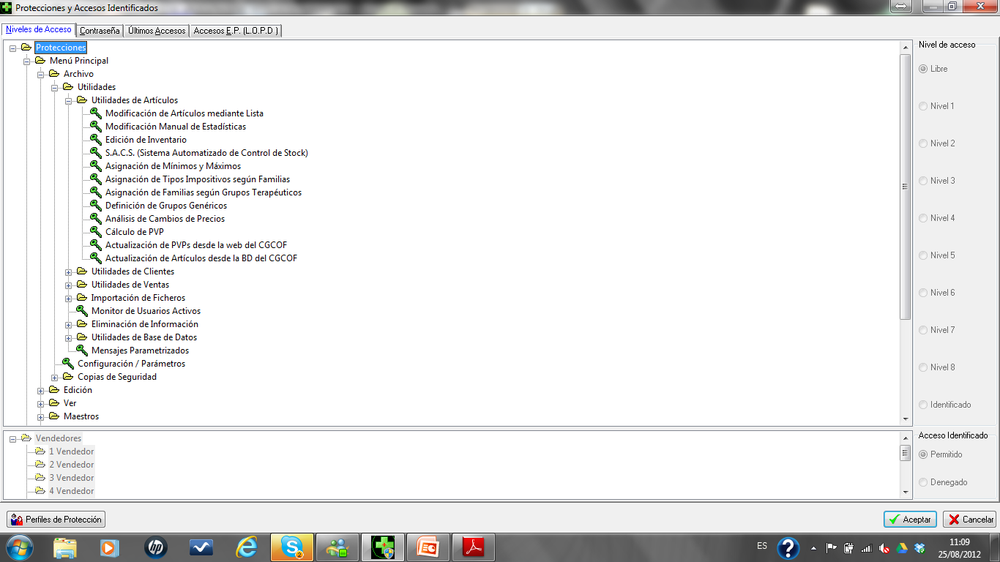 Protecciones y Accesos Identificados
Niveles de Acceso
Contraseña
Últimos Accesos
Accesos E.P. (L.O.P.D )
Protecciones
Menú Principal
Archivo
Utilidades
Utilidades de Artículos
Modificación de Artículos mediante Lista
Modificación Manual de Estadísticas
Edición de Inventario
S.A.C.S. (Sistema Automatizado de Control de Stock)
Asignación de Mínimos y Máximos
Asignación de Tipos Impositivos según Familias
Asignación de Familias según Grupos Terapéuticos
Definición de Grupos Genéricos
Análisis de Cambios de Precios
Cálculo de PVP
Actualización de PVPs desde la web del CGCOF
Actualización de Artículos desde la BD del CGCOF
Utilidades de Clientes
Utilidades de Ventas
Importación de Ficheros
Monitor de Usuarios Activos
Eliminación de Información
Utilidades de Base de Datos
Mensajes Parametrizados
Configuración / Parámetros
Copias de Seguridad
Edición
Ver
Maestros
Nivel de acceso
Libre
Nivel 1
Nivel 2
Nivel 3
Nivel 4
Nivel 5
Nivel 6
Nivel 7
Nivel 8
Identificado
Vendedores
1 Vendedor
2 Vendedor
3 Vendedor
4 Vendedor
Acceso Identificado
Permitido
Denegado
Perfiles de Protección
Aceptar
Cancelar
hp
2
ES
11:09
25/08/2012